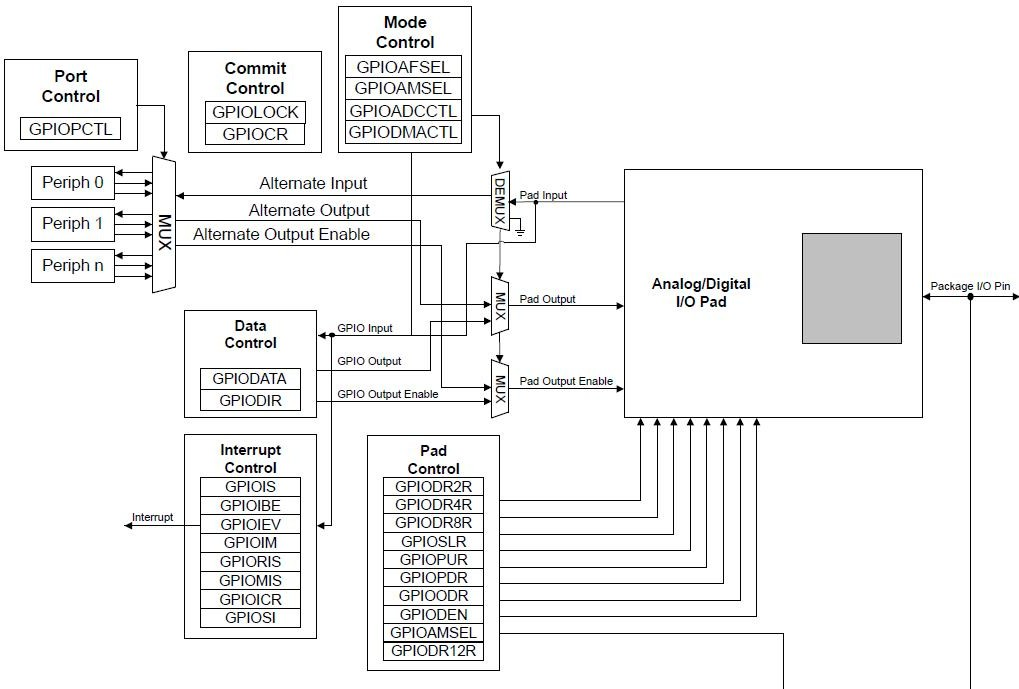 Mode
Control
GPIOAFSEL
GPIOAMSEL
GPIOADCCTL
GPIODMACTL
Commit
Control
GPIOLOCK
GPIOCR
Port
Control
GPIOPCTL
Periph 0
Periph 1
Periph n
MUX
Alternate Input
Alternate Output
Alternate Output Enable
DEMUX
Pad Input
MUX
Pad Output
MUX
Pad Output Enable
Analog/Digital
I/O Pad
Package I/O Pin
Data
Control
GPIODATA
GPIODIR
GPIO Input
GPIO Output
GPIO Output Enable
Interrupt
Control
GPIOIS
GPIOIBE
GPIOIEV
GPIOIM
GPIORIS
GPIOMIS
GPIOICR
GPIOSI
Interrupt
Pad
Control
GPIODR2R
GPIODR4R
GPIODR8R
GPIOSLR
GPIOPUR
GPIOPDR
GPIOODR
GPIODEN
GPIOAMSEL
GPIODR12R